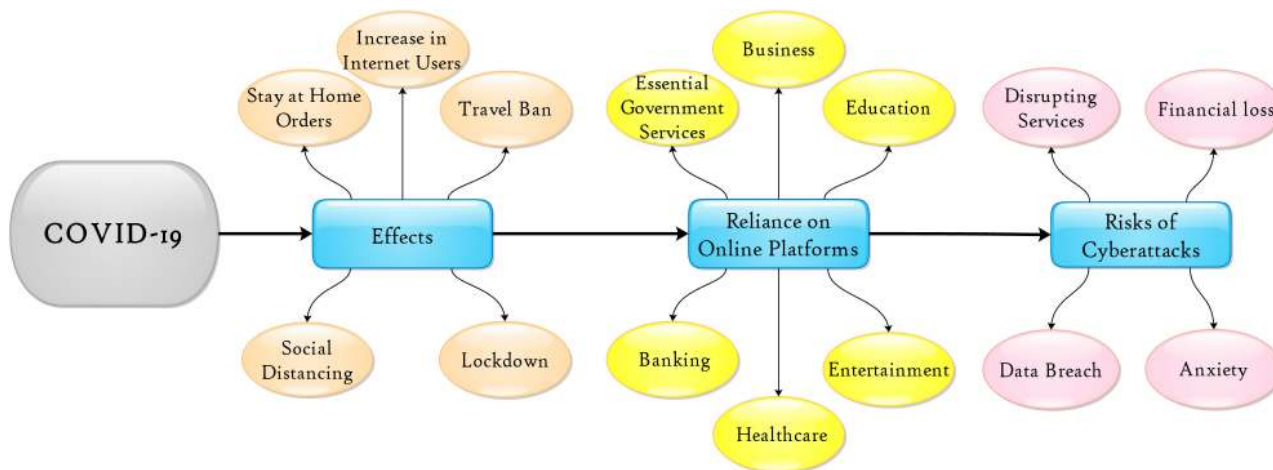 COVID-19
Effects
Stay at Home
Orders
Increase in
Internet Users
Travel Ban
Social
Distancing
Lockdown
Reliance on
Online Platforms
Essential
Government
Services
Business
Education
Banking
Healthcare
Entertainment
Risks of
Cyberattacks
Disrupting
Services
Financial loss
Data Breach
Anxiety